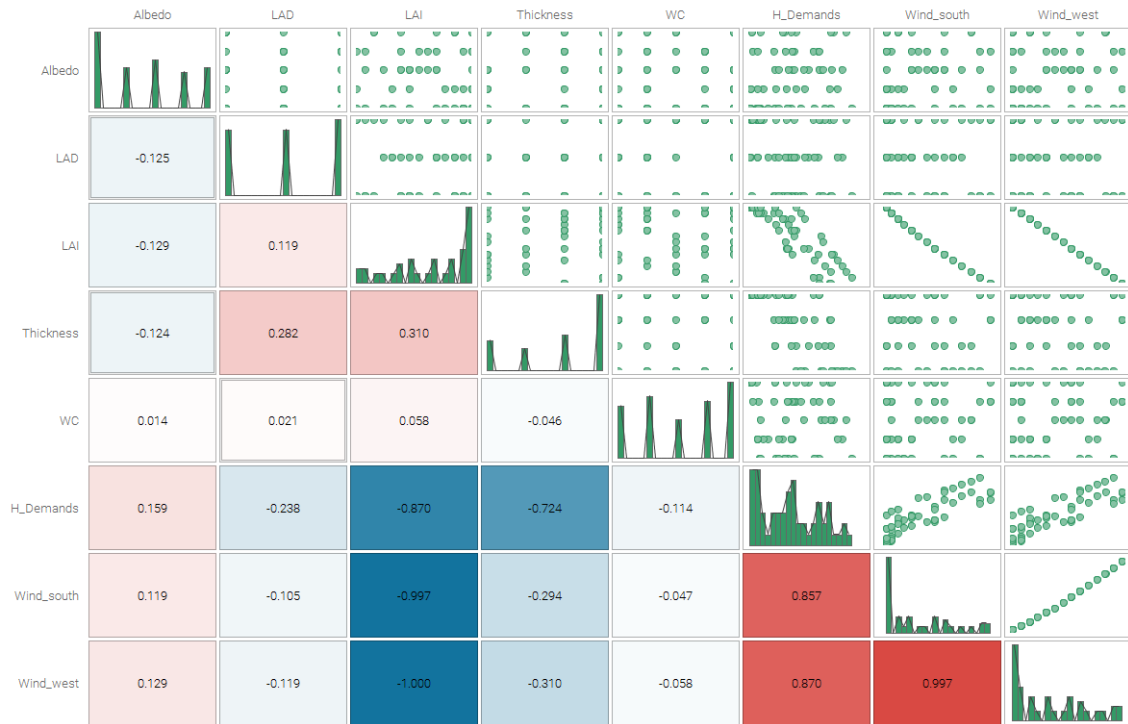 Albedo LAD LAI Thickness WC H_Demands Wind_south Wind_west
Albedo
LAD -0.125
LAI -0.129 0.119
Thickness -0.124 0.282 0.310
WC 0.014 0.021 0.058 -0.046
H_Demands 0.159 -0.238 -0.870 -0.724 -0.114
Wind_south 0.119 -0.105 -0.997 -0.294 -0.047 0.857
Wind_west 0.129 -0.119 -1.000 -0.310 -0.058 0.870 0.997